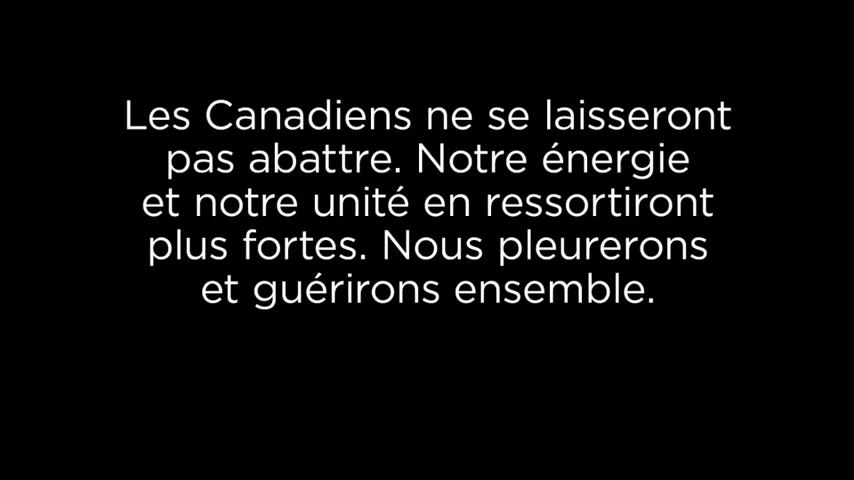 Les Canadiens ne se laisseront
pas abattre. Notre énergie
et notre unité en ressortiront
plus fortes. Nous pleurerons
et guérirons ensemble.